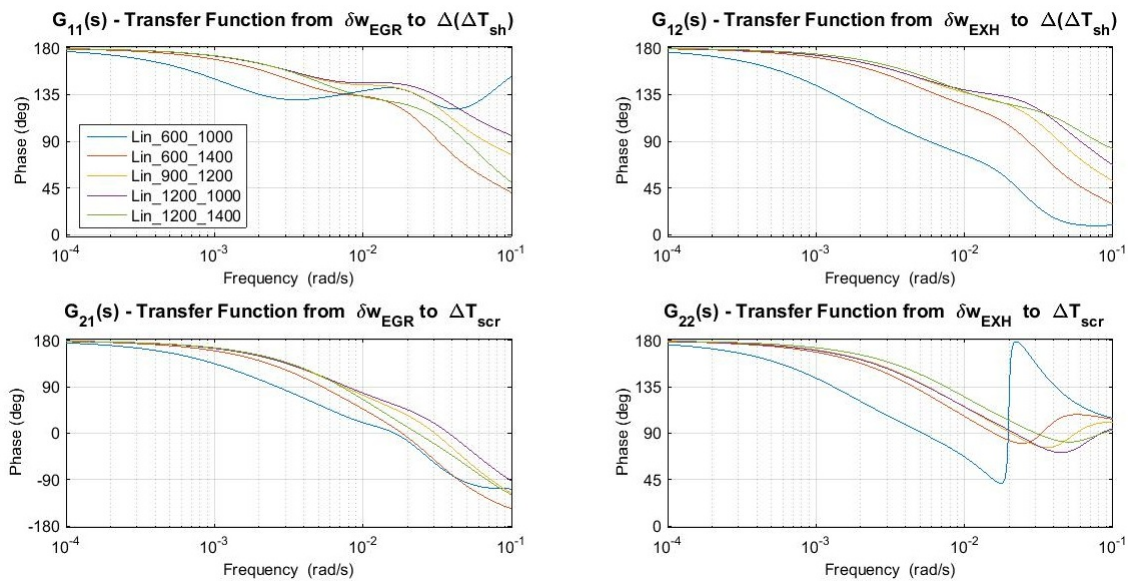 G11(s) - Transfer Function from δwEGR to Δ(ΔTsh)
180
135
90
45
0
Phase (deg)
Lin_600_1000
Lin_600_1400
Lin_900_1200
Lin_1200_1000
Lin_1200_1400
10-4
10-3
10-2
10-1
Frequency (rad/s)
G12(s) - Transfer Function from δwEXH to Δ(ΔTsh)
180
135
90
45
0
Phase (deg)
10-4
10-3
10-2
10-1
Frequency (rad/s)
G21(s) - Transfer Function from δwEGR to ΔTscr
180
90
0
-90
-180
Phase (deg)
10-4
10-3
10-2
10-1
Frequency (rad/s)
G22(s) - Transfer Function from δwEXH to ΔTscr
180
135
90
45
0
Phase (deg)
10-4
10-3
10-2
10-1
Frequency (rad/s)